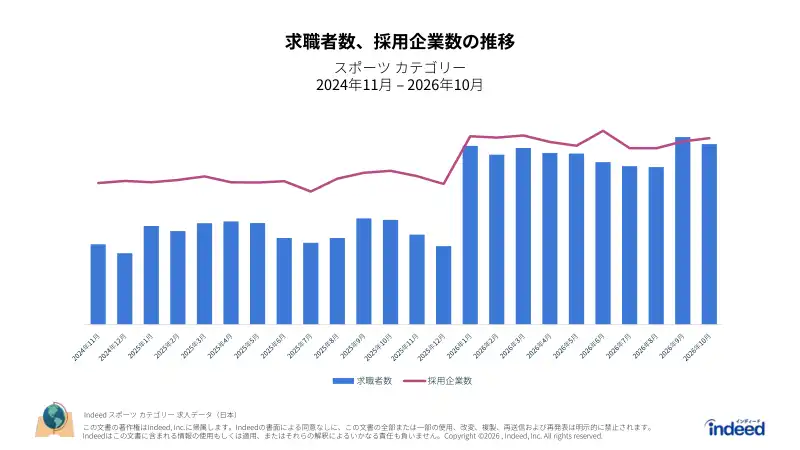 求職者数、採用企業数の推移
スポーツ カテゴリー
2024年11月 – 2026年10月
2024年11月
2024年12月
2025年1月
2025年2月
2025年3月
2025年4月
2025年5月
2025年6月
2025年7月
2025年8月
2025年9月
2025年10月
2025年11月
2025年12月
2026年1月
2026年2月
2026年3月
2026年4月
2026年5月
2026年6月
2026年7月
2026年8月
2026年9月
2026年10月
求職者数
採用企業数
Indeed スポーツ カテゴリー 求人データ（日本）
この文書の著作権はIndeed, Inc.に帰属します。Indeedの書面による同意なしに、この文書の全部または一部の使用、改変、複製、再送信および再発表は明示的に禁止されます。
Indeedはこの文書に含まれる情報の使用もしくは適用、またはそれらの解釈によるいかなる責任も負いません。Copyright ©2026 , Indeed, Inc. All rights reserved.
インディード
indeed